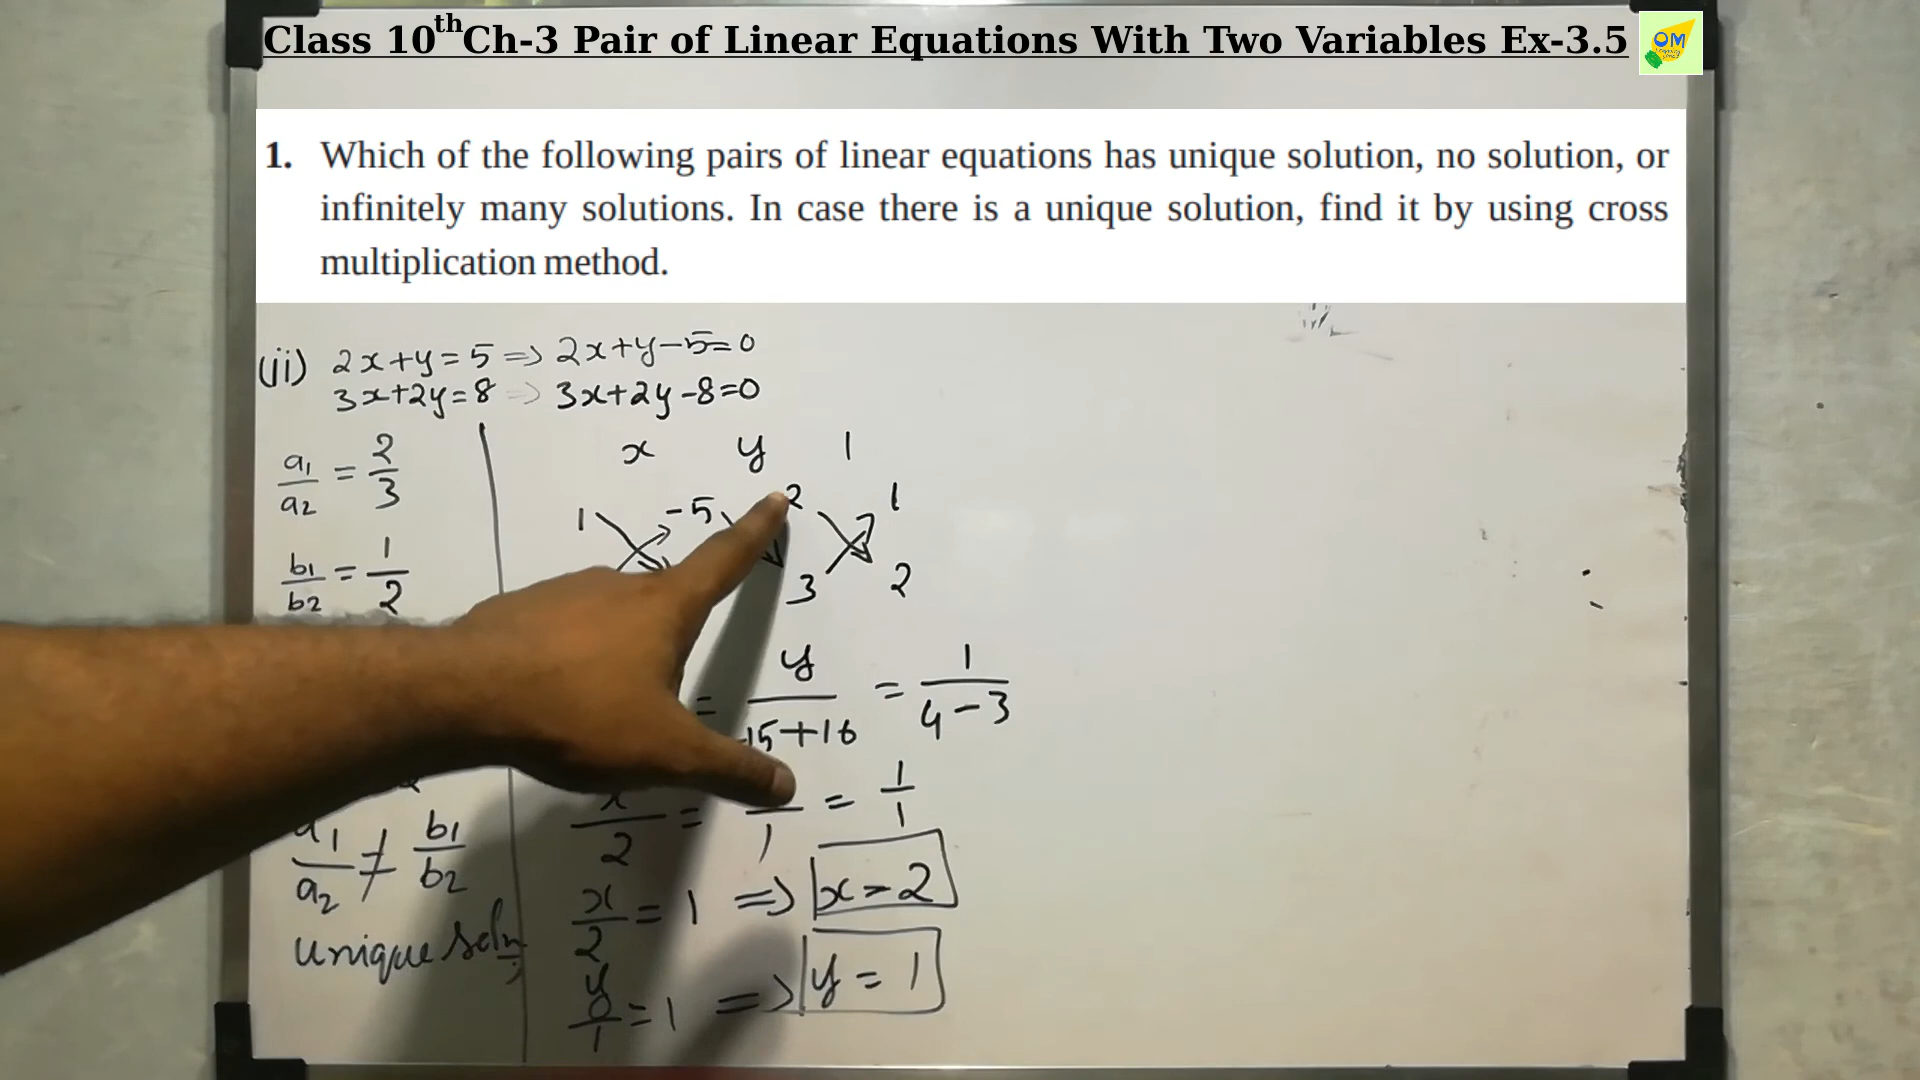 Class 10th Ch-3 Pair of Linear Equations With Two Variables Ex-3.5
OM
1. Which of the following pairs of linear equations has unique solution, no solution, or
infinitely many solutions. In case there is a unique solution, find it by using cross
multiplication method.
(ii) 2x+y=5 => 2x+y-5=0
3x+2y=8 => 3x+2y-8=0
a1/a2 = 2/3
b1/b2 = 1/2
a1/a2 ≠ b1/b2
unique soln
x y 1
1 -5 2 1
3 2
= y/-15+16 = 1/4-3
x/2 = /1 = 1/1
x/2 = 1 => x=2
y/1 = 1 => y=1